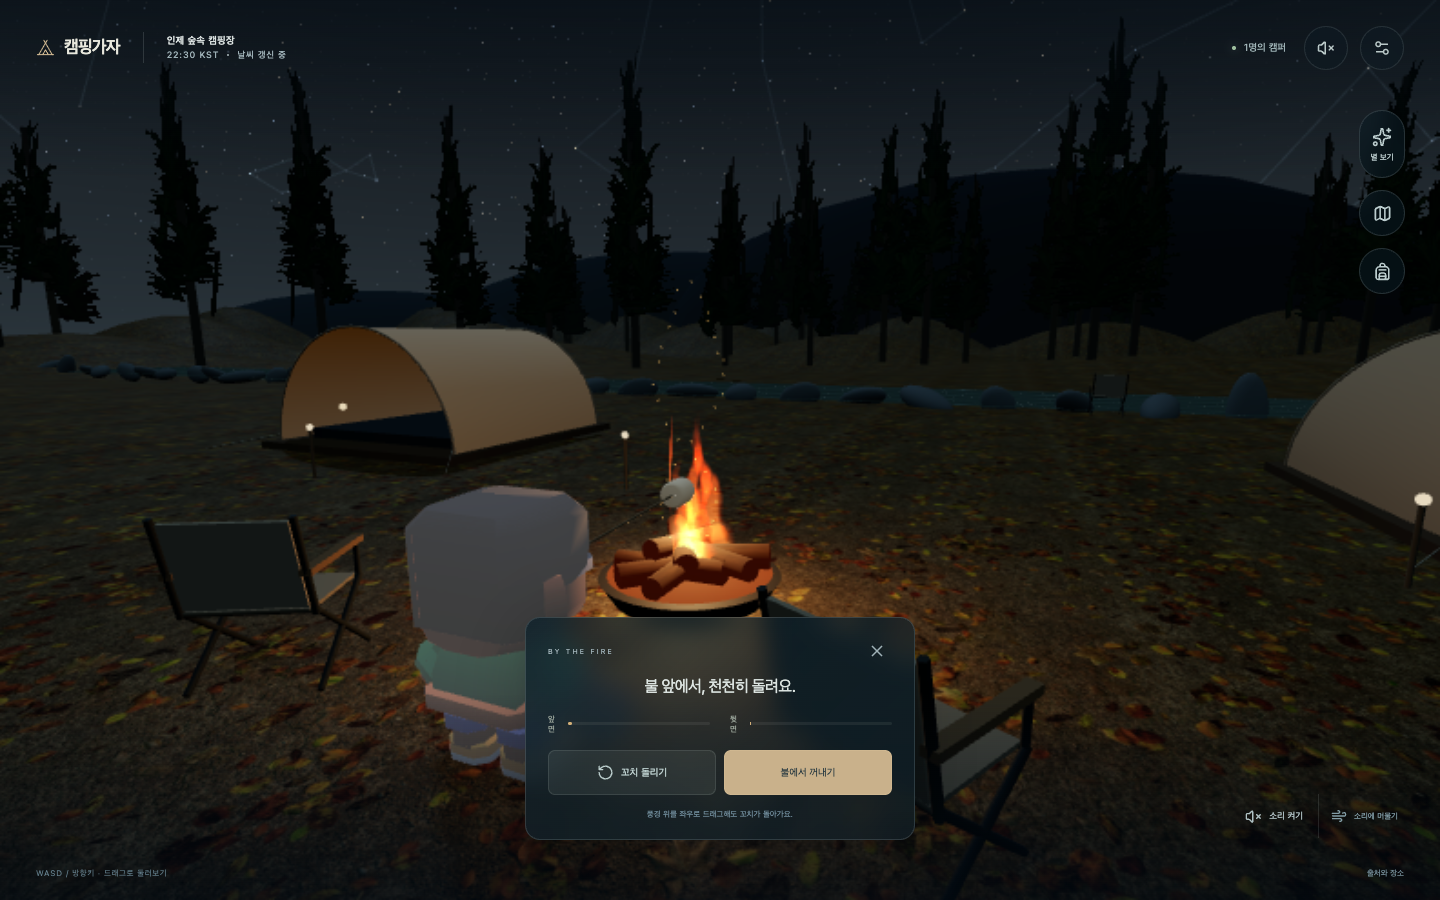 캠핑가자
인제 숲속 캠핑장
22:30 KST · 날씨 갱신 중
1명의 캠퍼
별 보기
BY THE FIRE
불 앞에서, 천천히 돌려요.
앞면
뒷면
꼬치 돌리기
불에서 꺼내기
풍경 위를 좌우로 드래그해도 꼬치가 돌아가요.
소리 켜기
소리에 머물기
WASD / 방향키 · 드래그로 둘러보기
출처와 장소